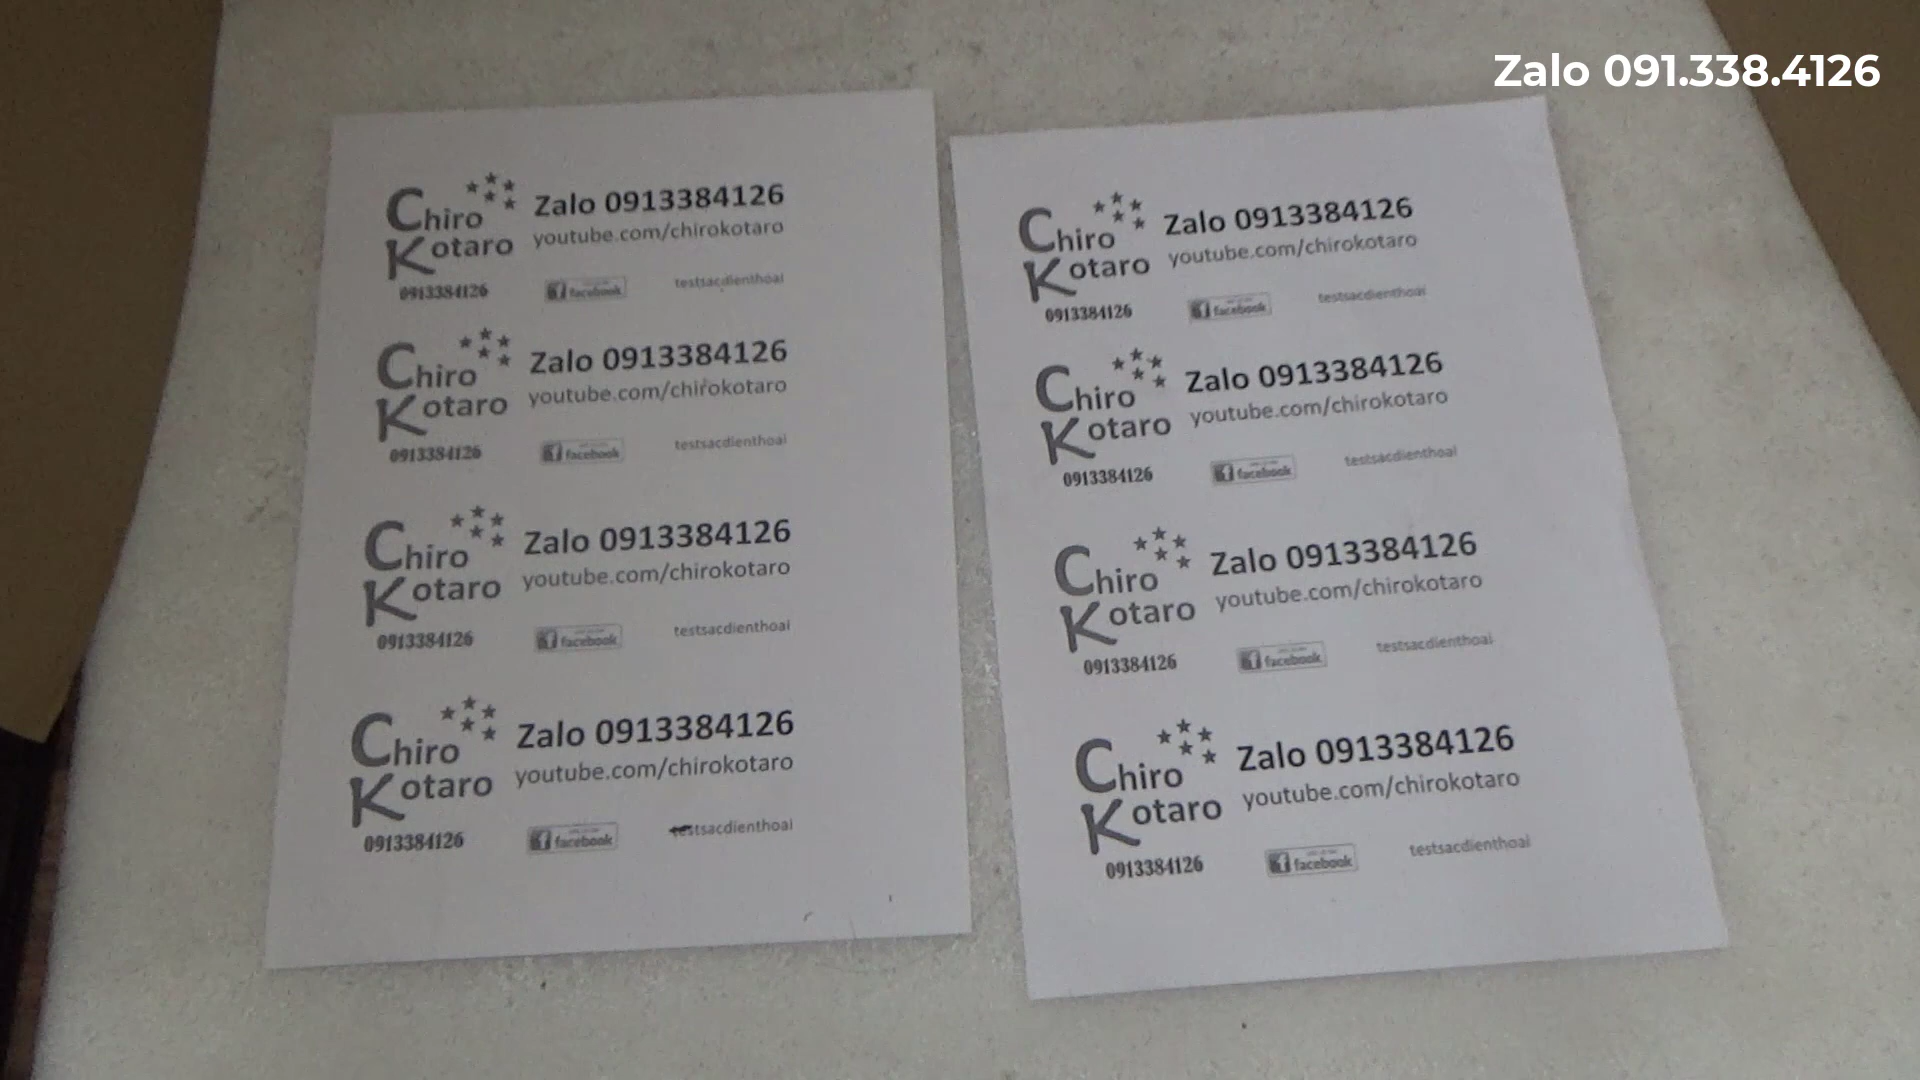 Zalo 091.338.4126
Chiro
Kotaro
0913384126
Zalo 0913384126
youtube.com/chirokotaro
facebook
testsacdienthoai
Chiro
Kotaro
0913384126
Zalo 0913384126
youtube.com/chirokotaro
facebook
testsacdienthoai
Chiro
Kotaro
0913384126
Zalo 0913384126
youtube.com/chirokotaro
facebook
testsacdienthoai
Chiro
Kotaro
0913384126
Zalo 0913384126
youtube.com/chirokotaro
facebook
testsacdienthoai
Chiro
Kotaro
0913384126
Zalo 0913384126
youtube.com/chirokotaro
facebook
testsacdienthoai
Chiro
Kotaro
0913384126
Zalo 0913384126
youtube.com/chirokotaro
facebook
testsacdienthoai
Chiro
Kotaro
0913384126
Zalo 0913384126
youtube.com/chirokotaro
facebook
testsacdienthoai
Chiro
Kotaro
0913384126
Zalo 0913384126
youtube.com/chirokotaro
facebook
testsacdienthoai